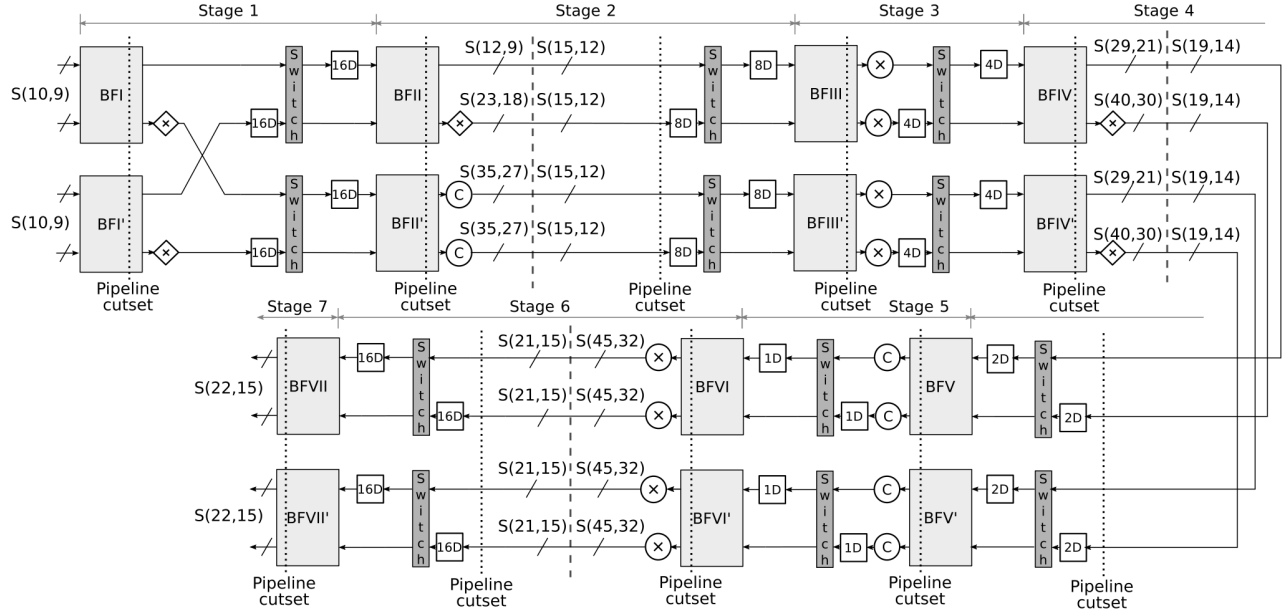 Stage 1 Stage 2 Stage 3 Stage 4
S(12,9) S(15,12) S(29,21) S(19,14)
BFI Switch 16D BFII Switch 8D BFIII × Switch 4D BFIV
S(10,9) S(23,18) S(15,12) S(40,30) S(19,14)
× 16D × 8D × 4D ×
S(35,27) S(15,12) S(29,21) S(19,14)
BFI' Switch 16D BFII' C Switch 8D BFIII' × Switch 4D BFIV'
S(10,9) S(35,27) S(15,12) S(40,30) S(19,14)
× 16D C 8D × 4D ×
Pipeline cutset Pipeline cutset Pipeline cutset Pipeline cutset Pipeline cutset
Stage 7 Stage 6 Stage 5
S(21,15) S(45,32)
BFVII 16D Switch × BFVI 1D Switch C BFV 2D Switch
S(22,15) S(21,15) S(45,32)
16D × 1D C 2D
S(21,15) S(45,32)
BFVII' 16D Switch × BFVI' 1D Switch C BFV' 2D Switch
S(22,15) S(21,15) S(45,32)
16D × 1D C 2D
Pipeline cutset Pipeline cutset Pipeline cutset Pipeline cutset Pipeline cutset